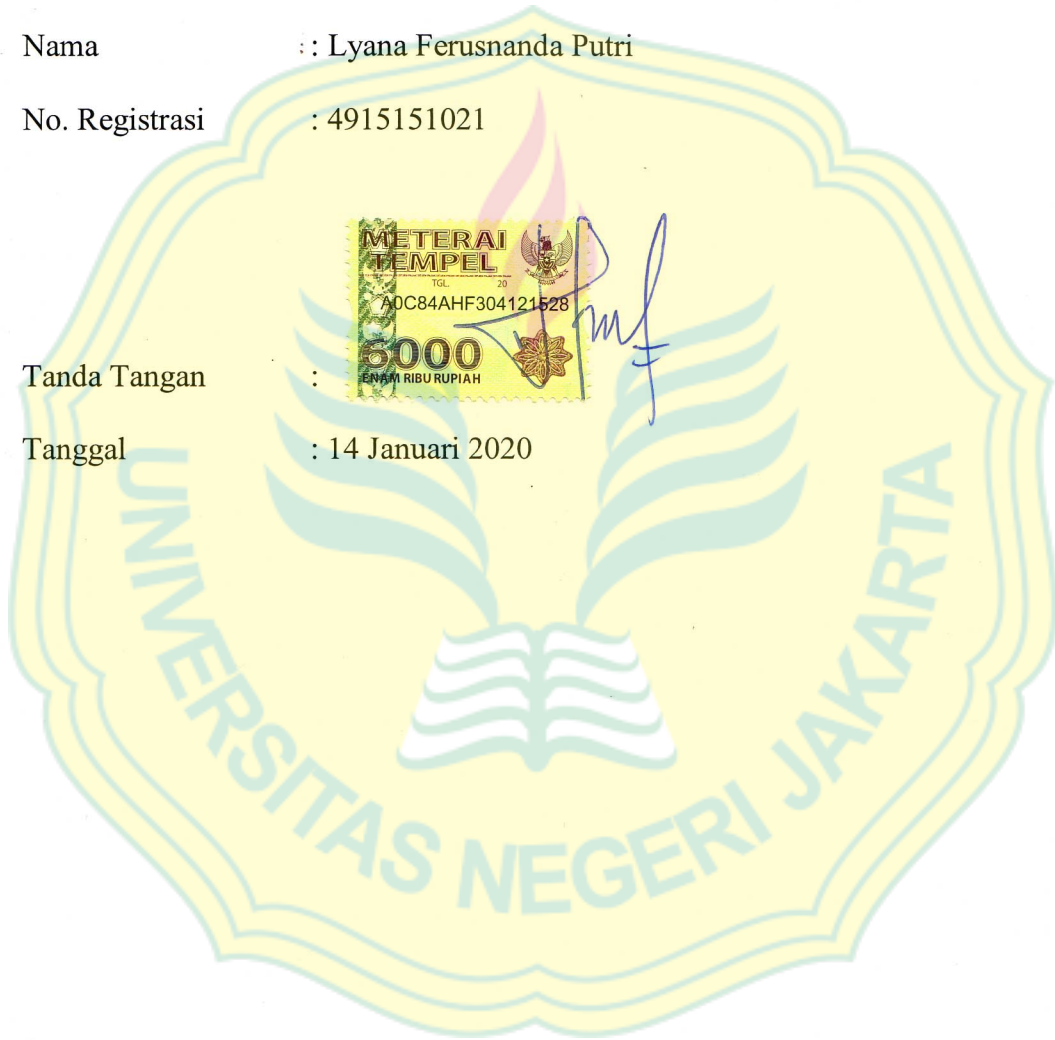 Nama : Lyana Ferusnanda Putri
No. Registrasi : 4915151021
METERAI
TEMPEL
TGL. 20
A0C84AHF304121528
6000
ENAM RIBU RUPIAH
Tanda Tangan :
Tanggal : 14 Januari 2020
UNIVERSITAS NEGERI JAKARTA